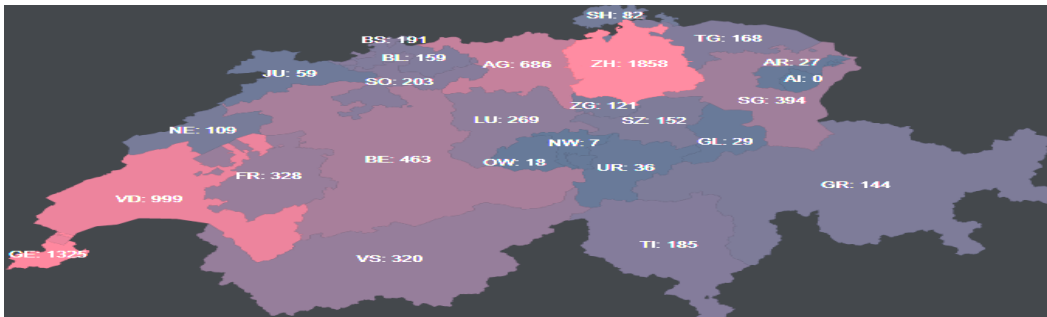 SH: 82
BS: 191
TG: 168
BL: 159
ZH: 1858
AR: 27
AG: 686
JU: 59
SO: 203
AI: 0
SG: 394
ZG: 121
LU: 269
SZ: 152
NE: 109
NW: 7
GL: 29
BE: 463
OW: 18
UR: 36
FR: 328
GR: 144
VD: 999
TI: 185
GE: 1325
VS: 320